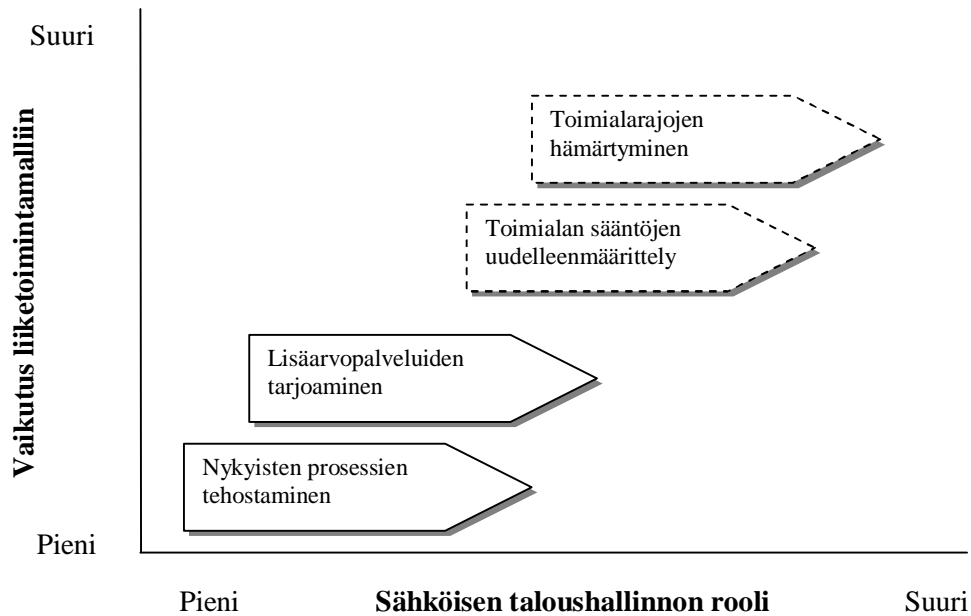 Suuri
Vaikutus liiketoimintamalliin
Toimialarajojen
hämärtyminen
Toimialan sääntöjen
uudelleenmäärittely
Lisäarvopalveluiden
tarjoaminen
Nykyisten prosessien
tehostaminen
Pieni
Pieni Sähköisen taloushallinnon rooli Suuri